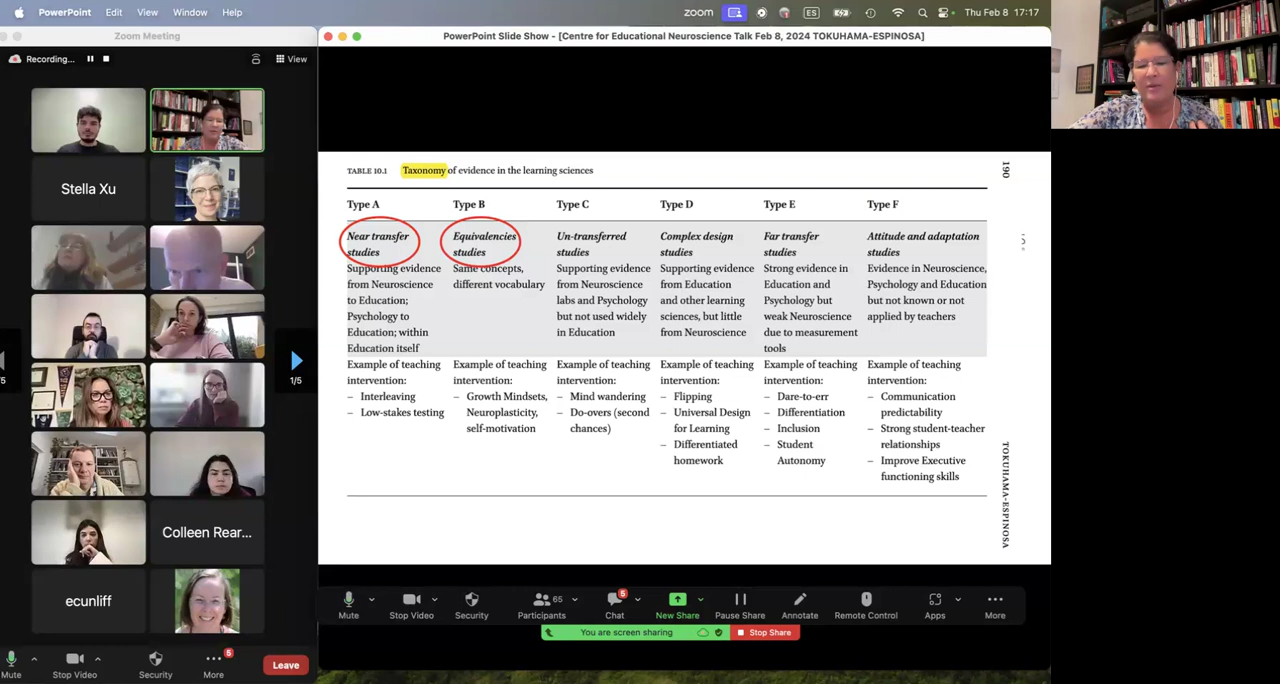 PowerPoint Edit View Window Help
zoom ES Thu Feb 8 17:17
Zoom Meeting
PowerPoint Slide Show - [Centre for Educational Neuroscience Talk Feb 8, 2024 TOKUHAMA-ESPINOSA]
Recording...
View
Stella Xu
Colleen Rear...
ecunliff
/5
1/5
TABLE 10.1 Taxonomy of evidence in the learning sciences
190
Type A
Near transfer
studies
Supporting evidence
from Neuroscience
to Education;
Psychology to
Education; within
Education itself
Example of teaching
intervention:
– Interleaving
– Low-stakes testing
Type B
Equivalencies
studies
Same concepts,
different vocabulary
Example of teaching
intervention:
– Growth Mindsets,
Neuroplasticity,
self-motivation
Type C
Un-transferred
studies
Supporting evidence
from Neuroscience
labs and Psychology
but not used widely
in Education
Example of teaching
intervention:
– Mind wandering
– Do-overs (second
chances)
Type D
Complex design
studies
Supporting evidence
from Education
and other learning
sciences, but little
from Neuroscience
Example of teaching
intervention:
– Flipping
– Universal Design
for Learning
– Differentiated
homework
Type E
Far transfer
studies
Strong evidence in
Education and
Psychology but
weak Neuroscience
due to measurement
tools
Example of teaching
intervention:
– Dare-to-err
– Differentiation
– Inclusion
– Student
Autonomy
Type F
Attitude and adaptation
studies
Evidence in Neuroscience,
Psychology and Education
but not known or not
applied by teachers
Example of teaching
intervention:
– Communication
predictability
– Strong student-teacher
relationships
– Improve Executive
functioning skills
TOKUHAMA-ESPINOSA
65
5
Mute Stop Video Security Participants Chat New Share Pause Share Annotate Remote Control Apps More
You are screen sharing Stop Share
5
Mute Stop Video Security More Leave